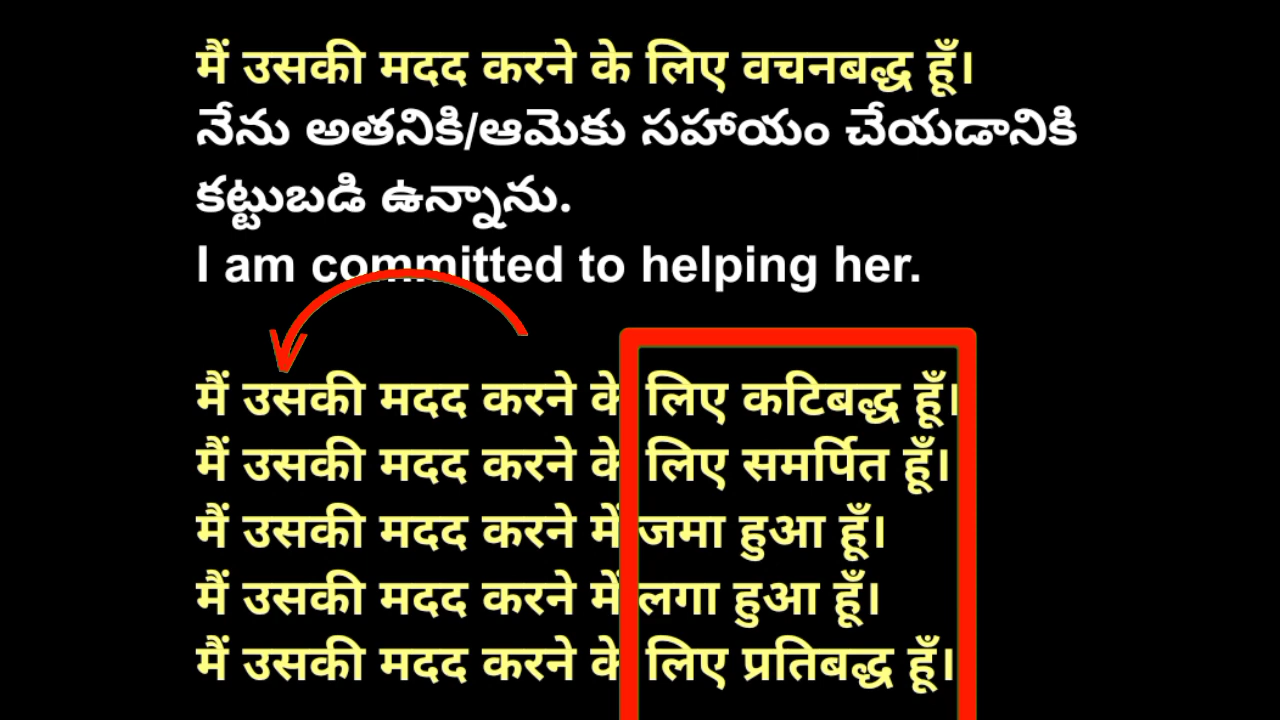 मैं उसकी मदद करने के लिए वचनबद्ध हूँ।
నేను అతనికి/ఆమెకు సహాయం చేయడానికి
కట్టుబడి ఉన్నాను.
I am committed to helping her.
मैं उसकी मदद करने के लिए कटिबद्ध हूँ।
मैं उसकी मदद करने के लिए समर्पित हूँ।
मैं उसकी मदद करने में जमा हुआ हूँ।
मैं उसकी मदद करने में लगा हुआ हूँ।
मैं उसकी मदद करने के लिए प्रतिबद्ध हूँ।